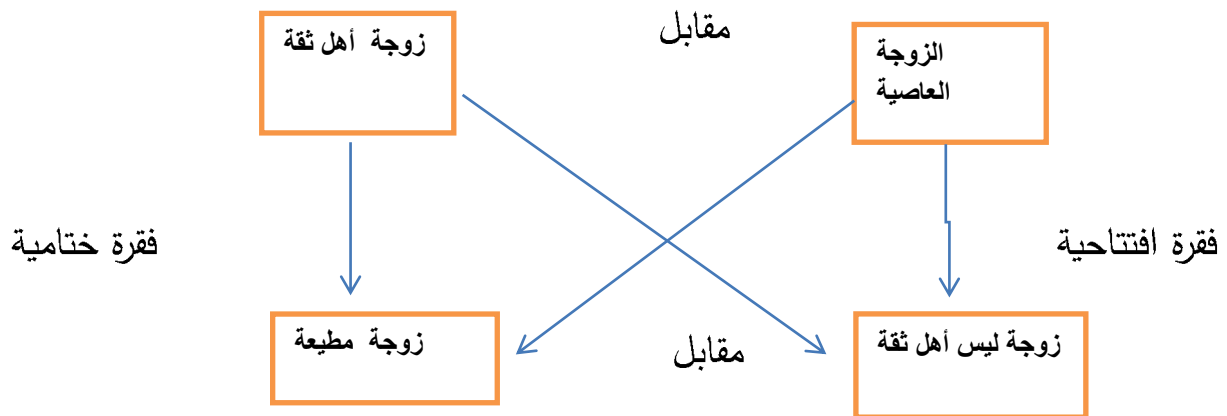 مقابل
الزوجة
العاصية
زوجة أهل ثقة
فقرة افتتاحية
فقرة ختامية
زوجة ليس أهل ثقة
مقابل
زوجة مطيعة